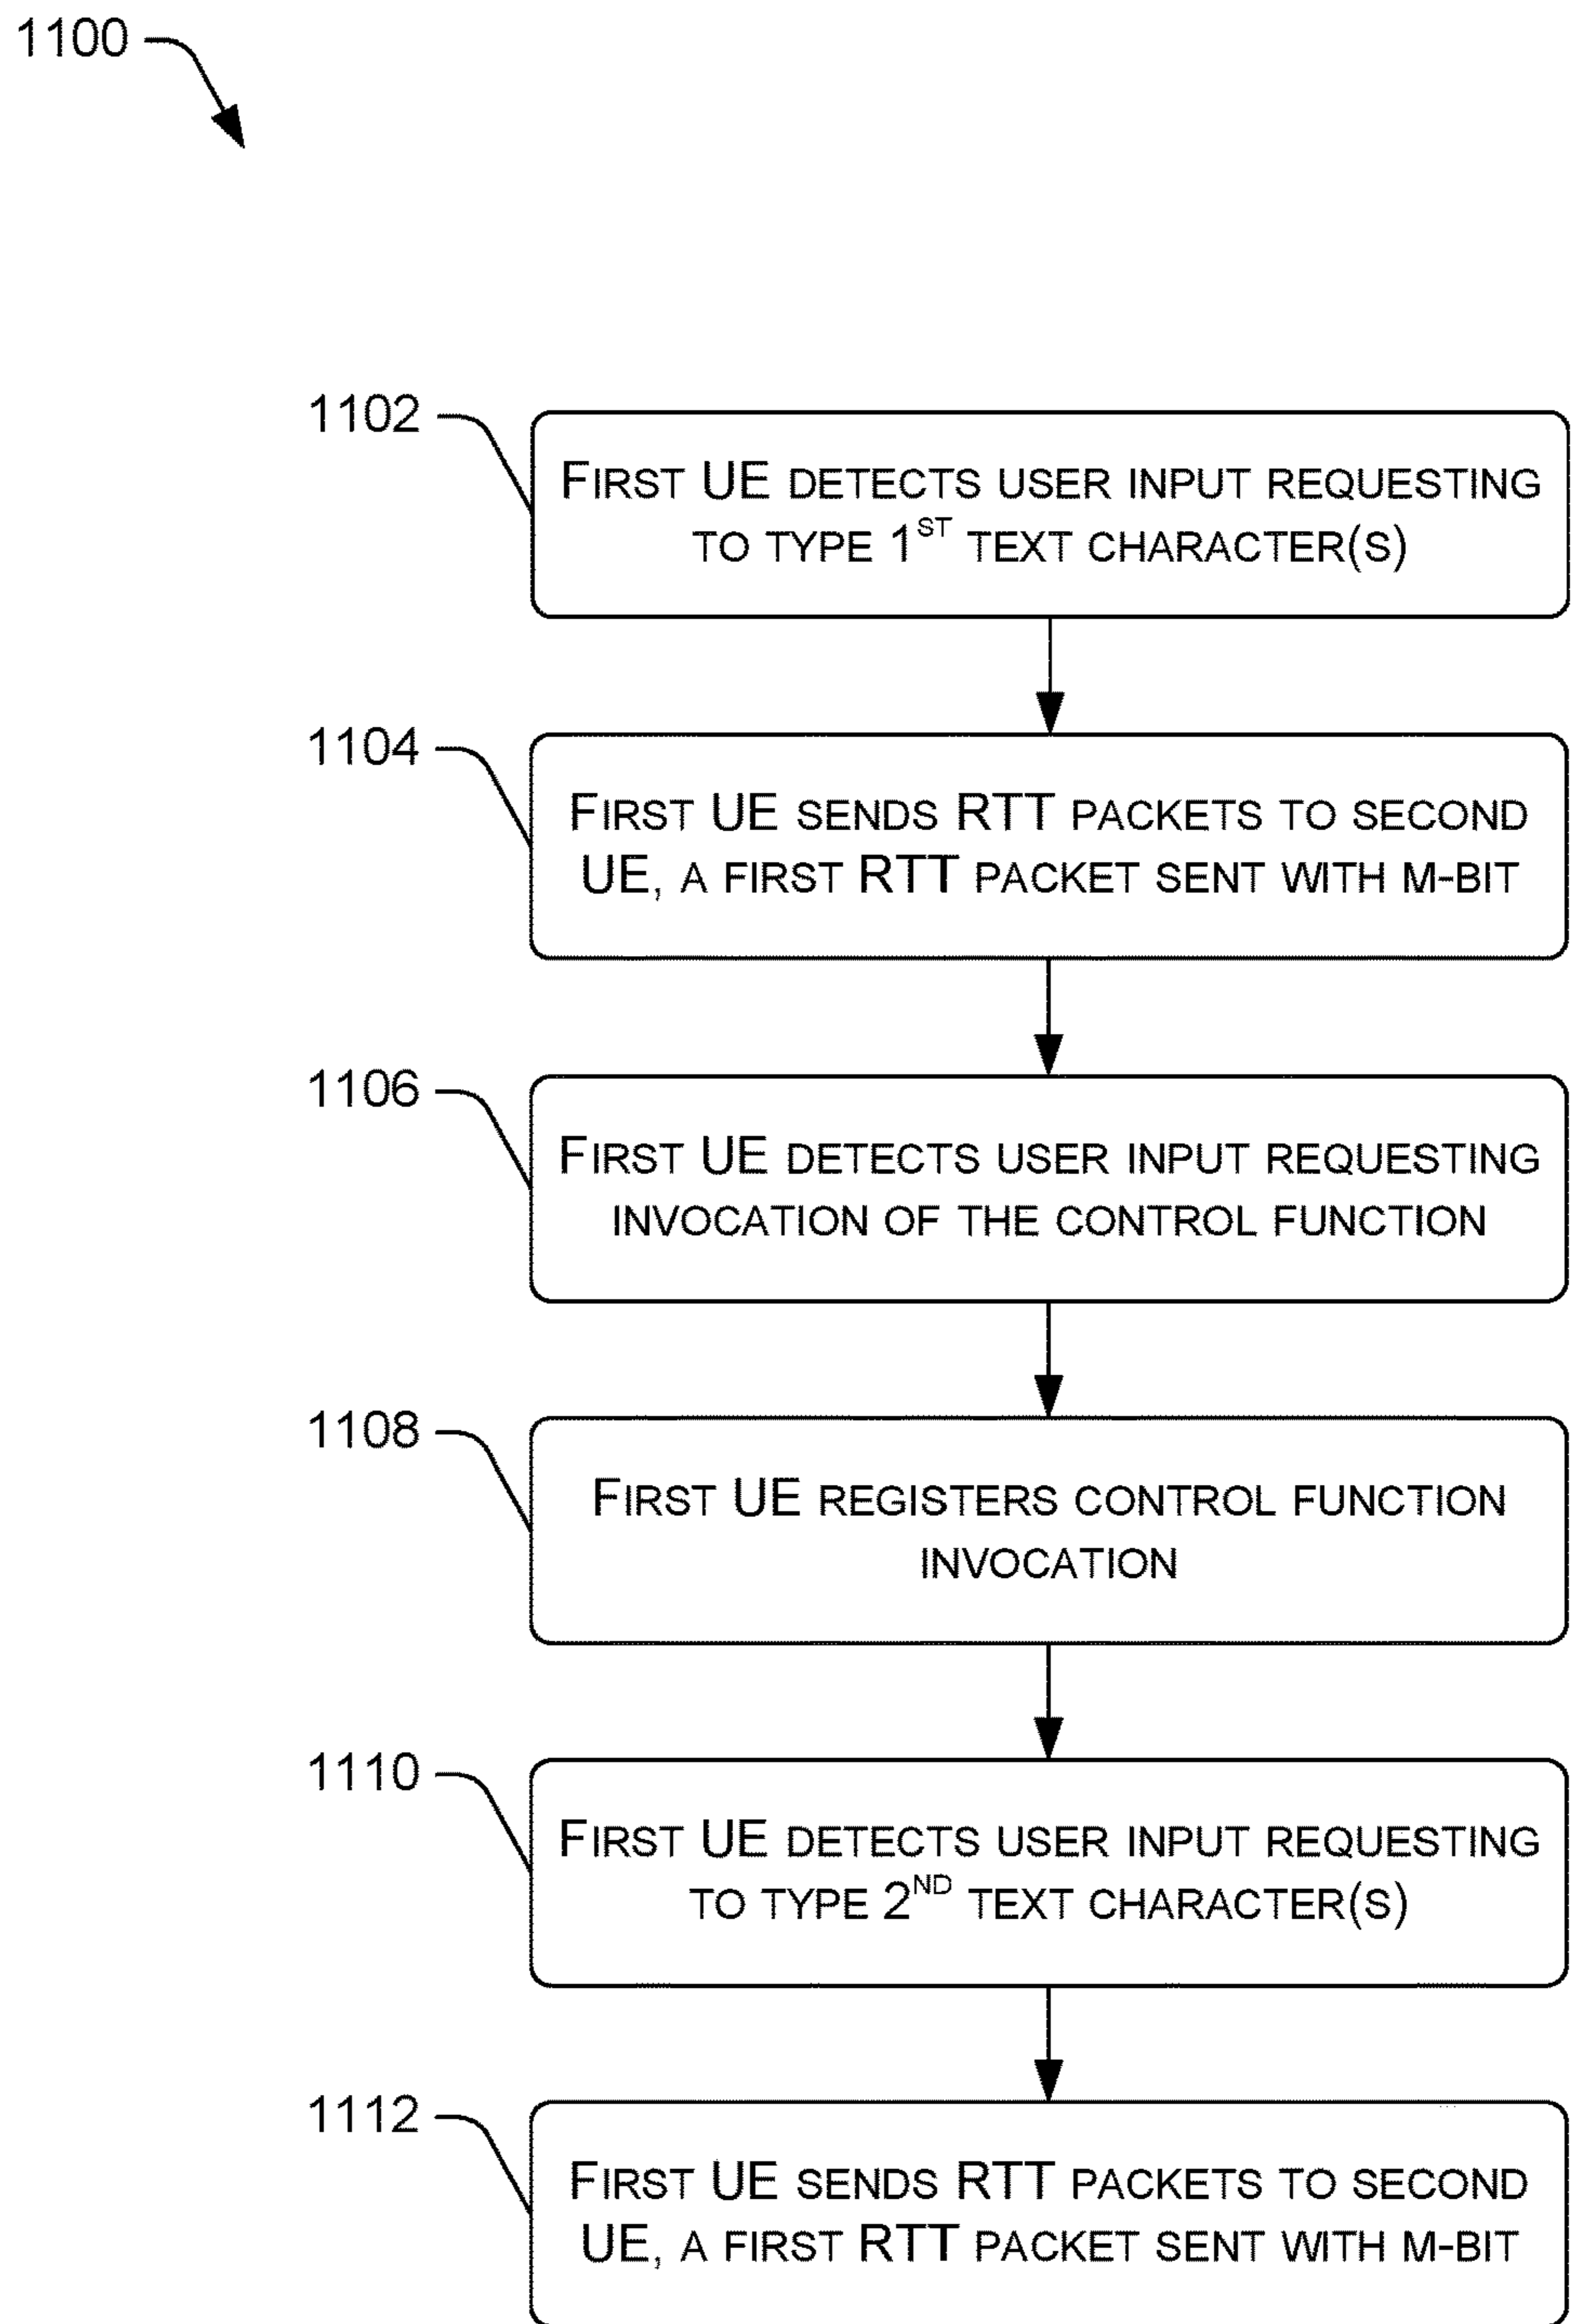 1100
1102
FIRST UE DETECTS USER INPUT REQUESTING
TO TYPE 1ST TEXT CHARACTER(S)
1104
FIRST UE SENDS RTT PACKETS TO SECOND
UE, A FIRST RTT PACKET SENT WITH M-BIT
1106
FIRST UE DETECTS USER INPUT REQUESTING
INVOCATION OF THE CONTROL FUNCTION
1108
FIRST UE REGISTERS CONTROL FUNCTION
INVOCATION
1110
FIRST UE DETECTS USER INPUT REQUESTING
TO TYPE 2ND TEXT CHARACTER(S)
1112
FIRST UE SENDS RTT PACKETS TO SECOND
UE, A FIRST RTT PACKET SENT WITH M-BIT